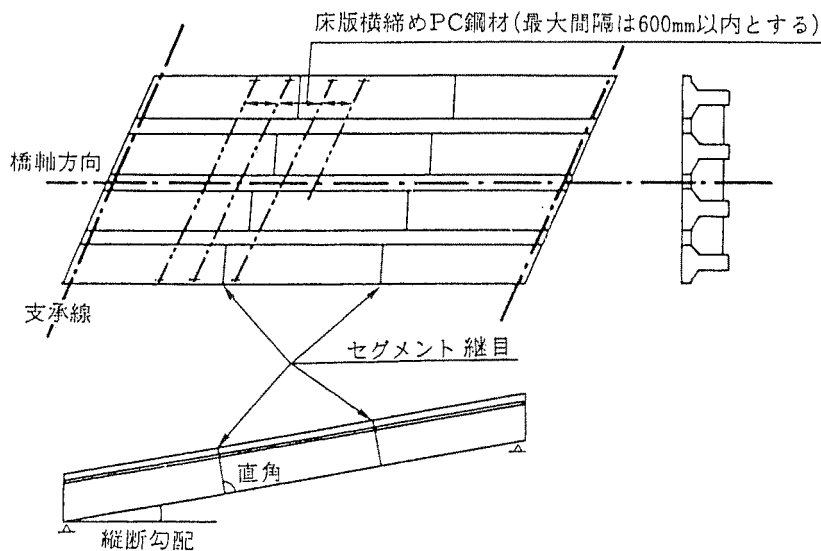 床版横締めPC鋼材(最大間隔は600mm以内とする)
橋軸方向
支承線
セグメント継目
直角
縦断勾配